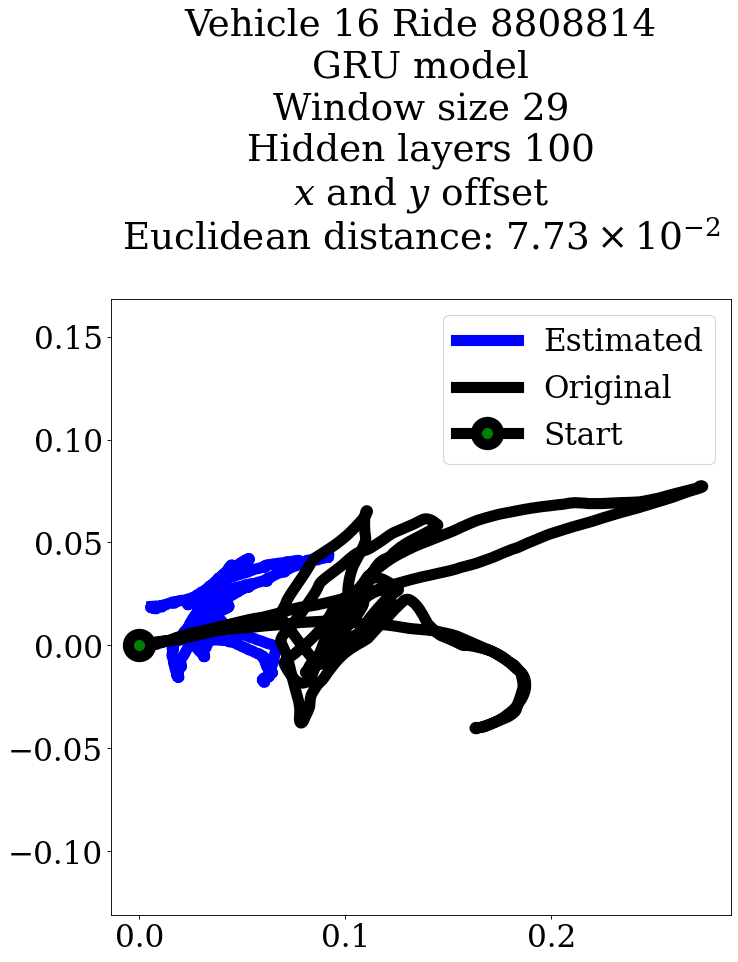 Vehicle 16 Ride 8808814
GRU model
Window size 29
Hidden layers 100
x and y offset
Euclidean distance: 7.73 × 10⁻²
Estimated
Original
Start
0.15
0.10
0.05
0.00
−0.05
−0.10
0.0 0.1 0.2